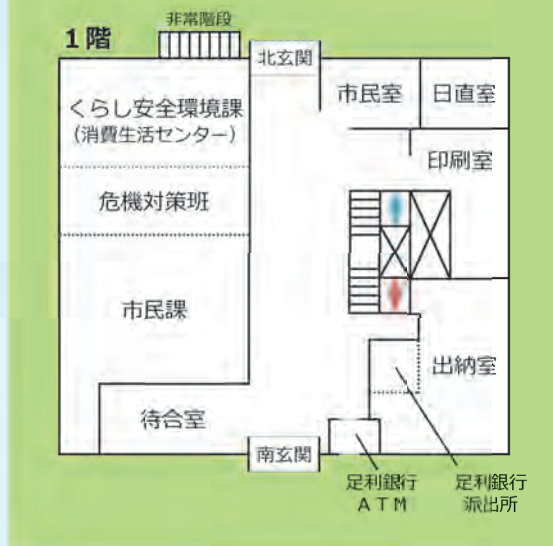 非常階段
1階
北玄関
市民室
日直室
くらし安全環境課
(消費生活センター)
印刷室
危機対策班
市民課
出納室
待合室
南玄関
足利銀行
ATM
足利銀行
派出所